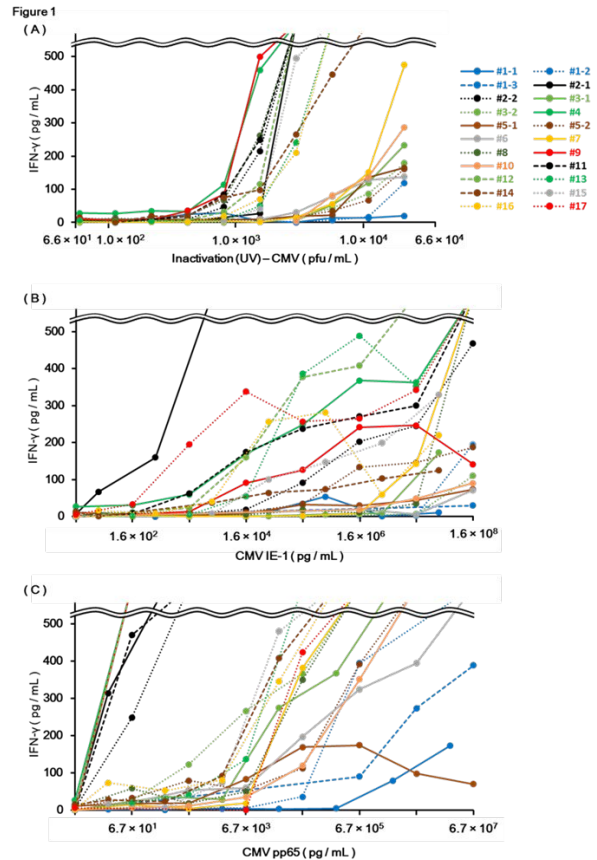 Figure 1
( A )
500
400
300
200
100
0
IFN-γ ( pg / mL )
6.6 × 10¹ 1.0 × 10² 1.0 × 10³ 1.0 × 10⁴ 6.6 × 10⁴
Inactivation (UV) – CMV ( pfu / mL )
#1-1 #1-2
#1-3 #2-1
#2-2 #3-1
#3-2 #4
#5-1 #5-2
#6 #7
#8 #9
#10 #11
#12 #13
#14 #15
#16 #17
( B )
500
400
300
200
100
0
IFN-γ ( pg / mL )
1.6 × 10² 1.6 × 10⁴ 1.6 × 10⁶ 1.6 × 10⁸
CMV IE-1 ( pg / mL )
( C )
500
400
300
200
100
0
IFN-γ ( pg / mL )
6.7 × 10¹ 6.7 × 10³ 6.7 × 10⁵ 6.7 × 10⁷
CMV pp65 ( pg / mL )